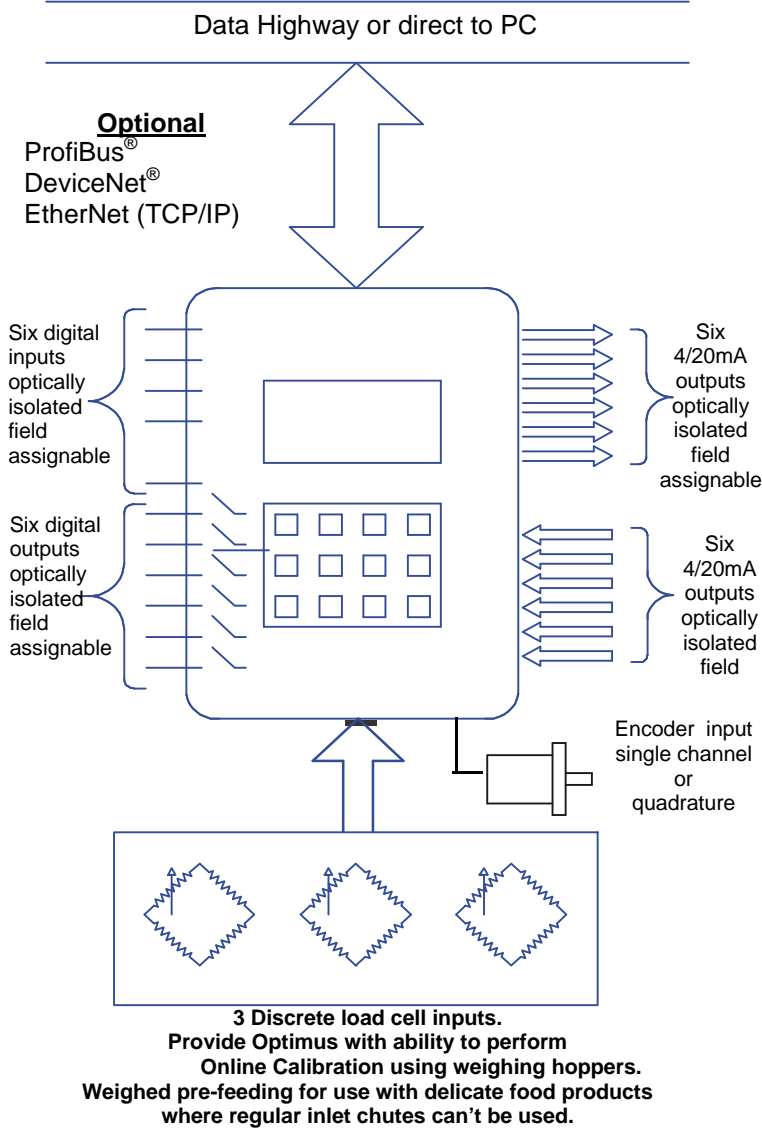 Data Highway or direct to PC
Optional
ProfiBus®
DeviceNet®
EtherNet (TCP/IP)
Six digital
inputs
optically
isolated
field
assignable
Six
4/20mA
outputs
optically
isolated
field
assignable
Six digital
outputs
optically
isolated
field
assignable
Six
4/20mA
outputs
optically
isolated
field
Encoder input
single channel
or
quadrature
3 Discrete load cell inputs.
Provide Optimus with ability to perform
Online Calibration using weighing hoppers.
Weighed pre-feeding for use with delicate food products
where regular inlet chutes can't be used.